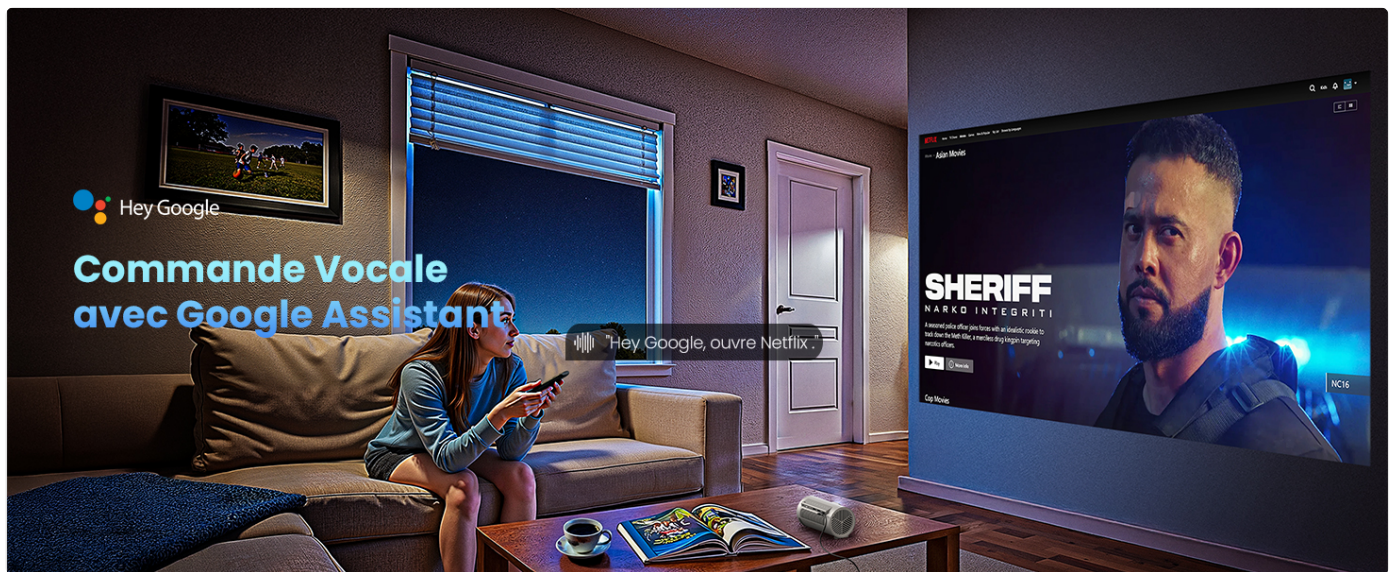 Hey Google
Commande Vocale
avec Google Assistant
"Hey Google, ouvre Netflix ."
NETFLIX
Asian Movies
SHERIFF
NARKO INTEGRITI
A seasoned police officer joins forces with an idealistic rookie to
track down the Meth Killer, a merciless drug kingpin targeting
narcotics officers.
Play
More Info
NC16
Cop Movies